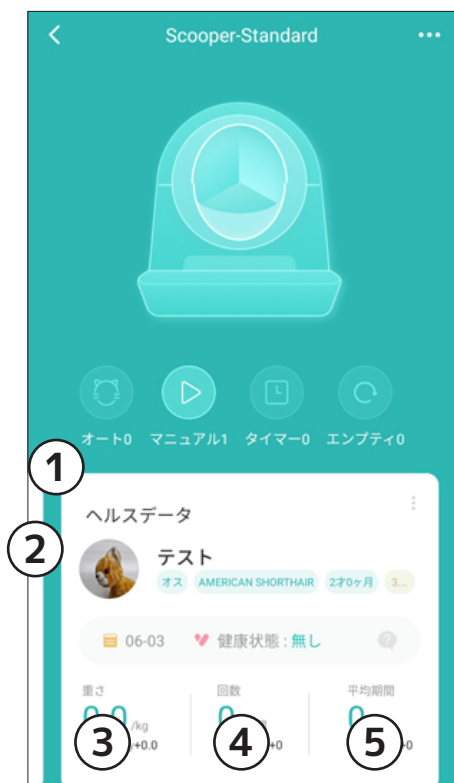 Scooper-Standard
オート0 マニュアル1 タイマー0 エンプティ0
1
ヘルスデータ
2
テスト
オス AMERICAN SHORTHAIR 2才0ヶ月 3...
06-03 健康状態 : 無し
重さ 回数 平均期間
/kg
3 4 5
/+0.0 +0